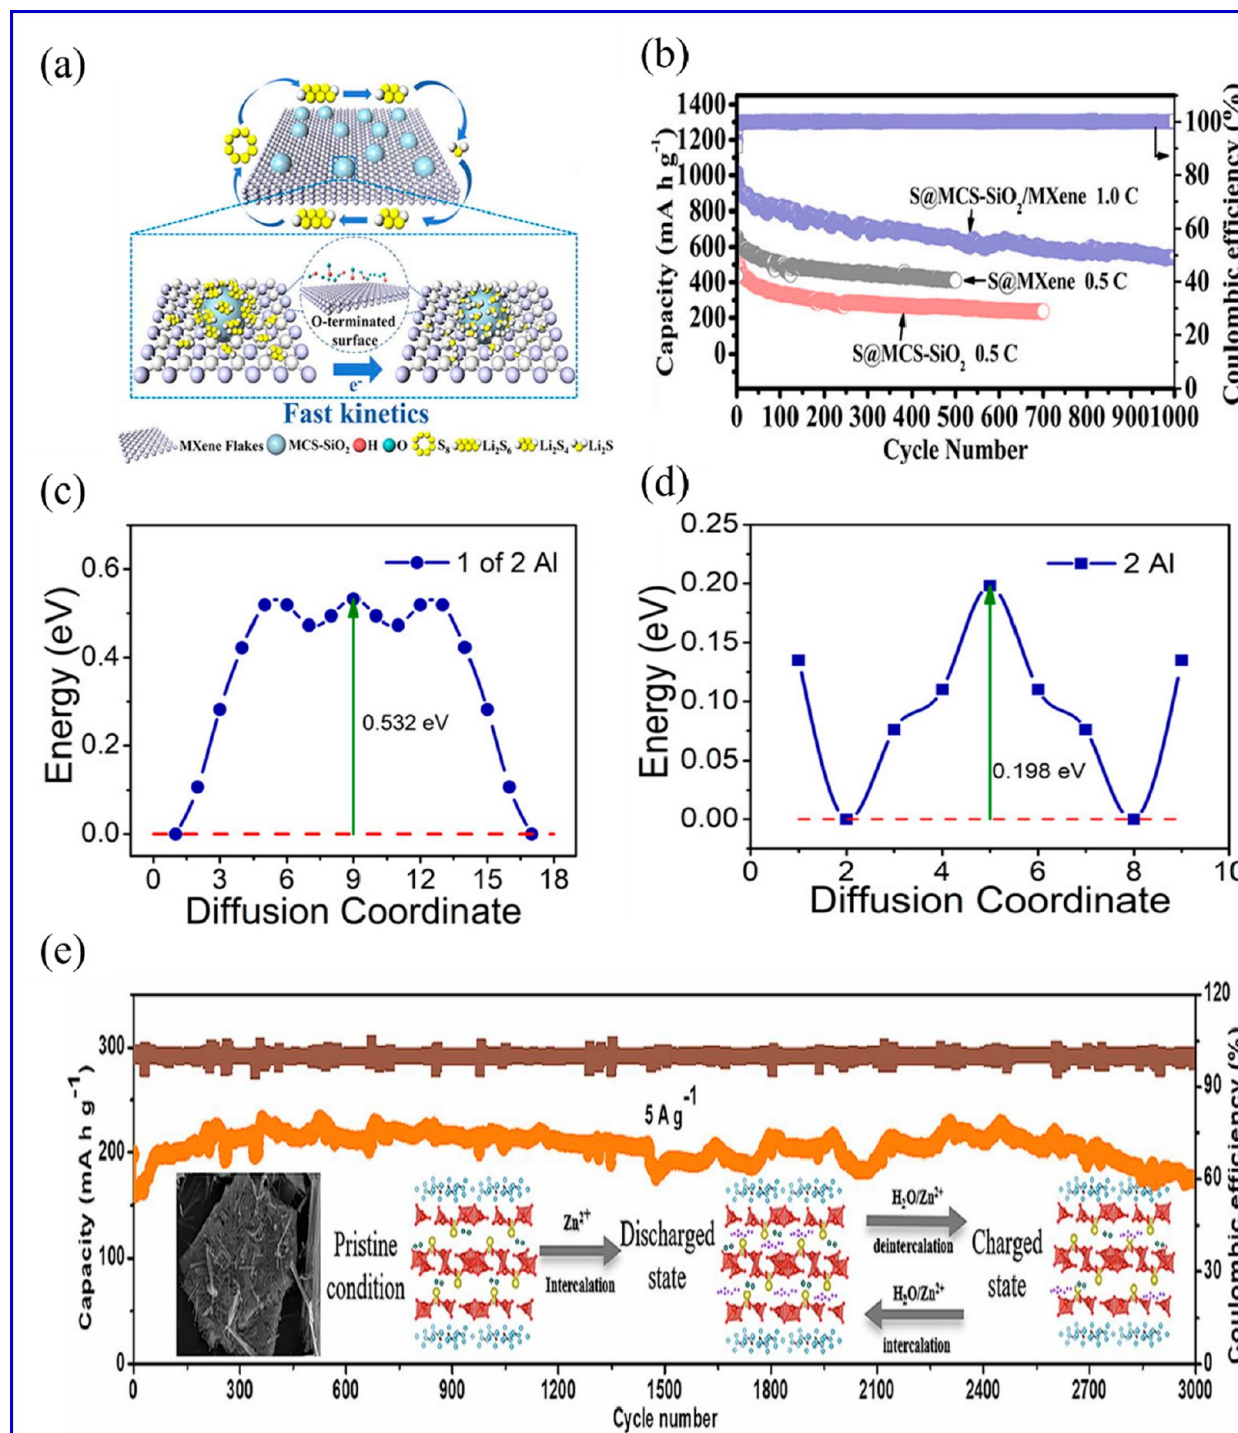 (a)
O-terminated
surface
e⁻
Fast kinetics
MXene Flakes MCS-SiO₂ H O S₈ Li₂S₆ Li₂S₄ Li₂S
(b)
Capacity (mA h g⁻¹)
1400
1300
1200
1000
800
600
400
200
0
S@MCS-SiO₂/MXene 1.0 C
S@MXene 0.5 C
S@MCS-SiO₂ 0.5 C
100
80
60
40
20
0
Coulombic efficiency (%)
0 100 200 300 400 500 600 700 800 900 1000
Cycle Number
(c)
Energy (eV)
0.6
0.4
0.2
0.0
1 of 2 Al
0.532 eV
0 3 6 9 12 15 18
Diffusion Coordinate
(d)
Energy (eV)
0.25
0.20
0.15
0.10
0.05
0.00
2 Al
0.198 eV
0 2 4 6 8 10
Diffusion Coordinate
(e)
Capacity (mA h g⁻¹)
300
200
100
0
5 A g⁻¹
Pristine
condition
Zn²⁺
Intercalation
Discharged
state
H₂O/Zn²⁺
deintercalation
H₂O/Zn²⁺
intercalation
Charged
state
120
90
60
30
0
Coulombic efficiency (%)
0 300 600 900 1200 1500 1800 2100 2400 2700 3000
Cycle number